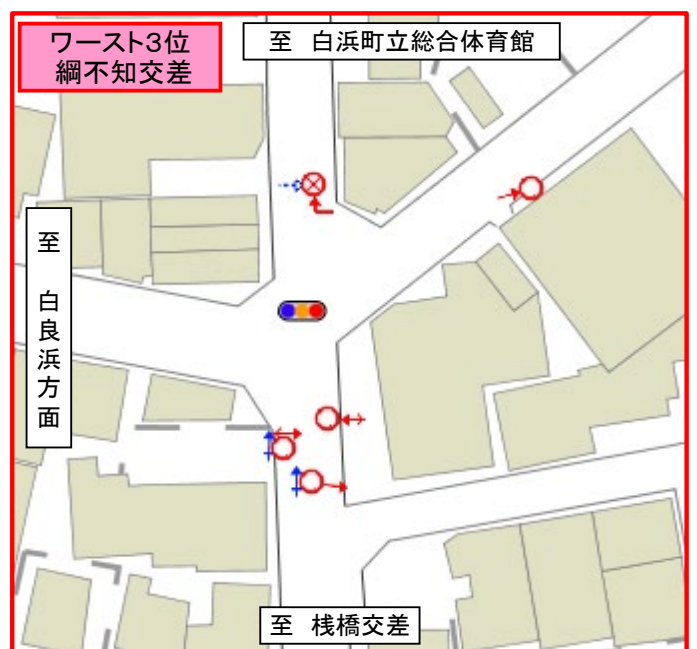 ワースト3位
綱不知交差
至 白浜町立総合体育館
至 白良浜方面
至 桟橋交差